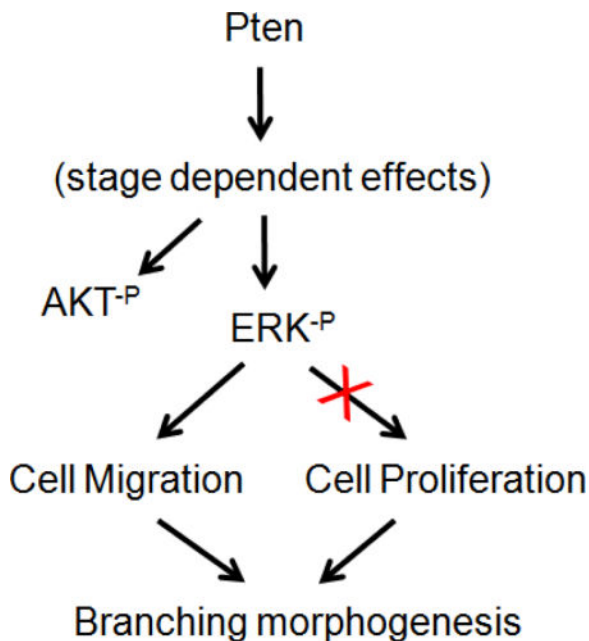 Pten
(stage dependent effects)
AKT-P
ERK-P
Cell Migration
Cell Proliferation
Branching morphogenesis